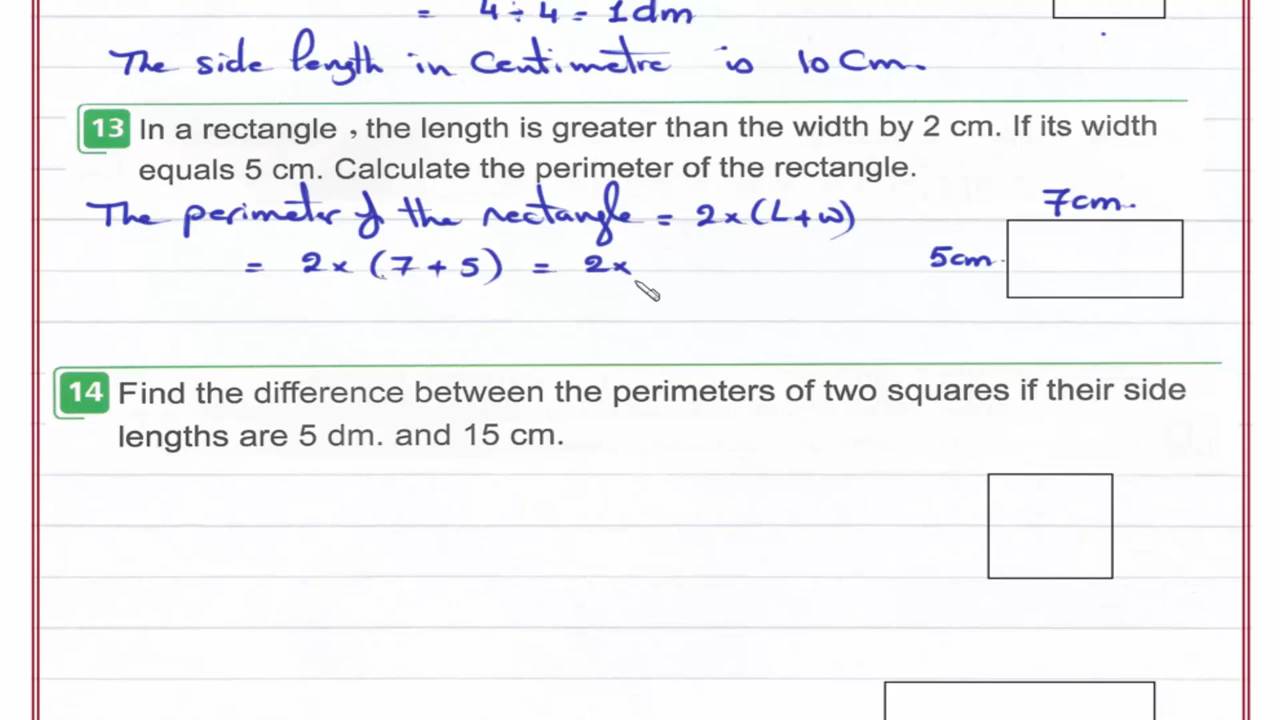 = 4 ÷ 4 = 1dm
The side length in Centimetre is 10 Cm.
13 In a rectangle , the length is greater than the width by 2 cm. If its width
equals 5 cm. Calculate the perimeter of the rectangle.
The perimeter of the rectangle = 2×(L+W)
7cm.
= 2× (7+5) = 2×
5cm.
14 Find the difference between the perimeters of two squares if their side
lengths are 5 dm. and 15 cm.